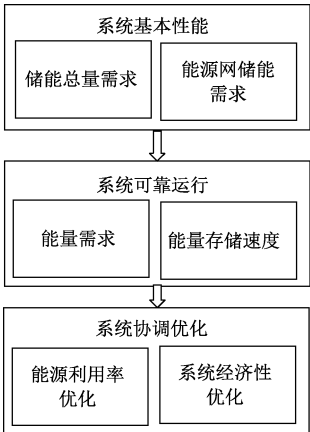 系统基本性能
储能总量需求
能源网储能
需求
系统可靠运行
能量需求
能量存储速度
系统协调优化
能源利用率
优化
系统经济性
优化